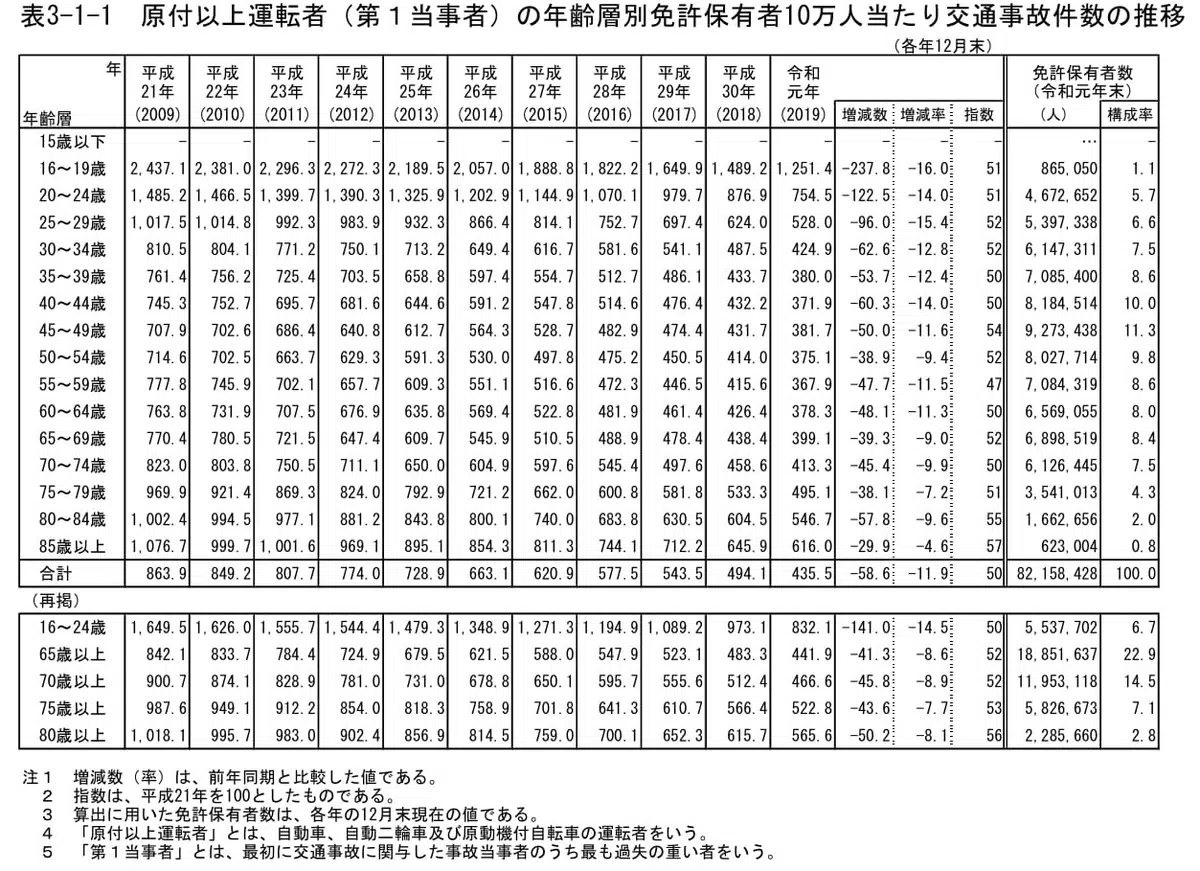 表3-1-1　原付以上運転者（第１当事者）の年齢層別免許保有者10万人当たり交通事故件数の推移
（各年12月末）
年 平成 平成 平成 平成 平成 平成 平成 平成 平成 平成 令和 免許保有者数
21年 22年 23年 24年 25年 26年 27年 28年 29年 30年 元年 （令和元年末）
年齢層 (2009) (2010) (2011) (2012) (2013) (2014) (2015) (2016) (2017) (2018) (2019) 増減数 増減率 指数 （人） 構成率
15歳以下 － － － － － － － － － － － － － － … －
16～19歳 2,437.1 2,381.0 2,296.3 2,272.3 2,189.5 2,057.0 1,888.8 1,822.2 1,649.9 1,489.2 1,251.4 -237.8 -16.0 51 865,050 1.1
20～24歳 1,485.2 1,466.5 1,399.7 1,390.3 1,325.9 1,202.9 1,144.9 1,070.1 979.7 876.9 754.5 -122.5 -14.0 51 4,672,652 5.7
25～29歳 1,017.5 1,014.8 992.3 983.9 932.3 866.4 814.1 752.7 697.4 624.0 528.0 -96.0 -15.4 52 5,397,338 6.6
30～34歳 810.5 804.1 771.2 750.1 713.2 649.4 616.7 581.6 541.1 487.5 424.9 -62.6 -12.8 52 6,147,311 7.5
35～39歳 761.4 756.2 725.4 703.5 658.8 597.4 554.7 512.7 486.1 433.7 380.0 -53.7 -12.4 50 7,085,400 8.6
40～44歳 745.3 752.7 695.7 681.6 644.6 591.2 547.8 514.6 476.4 432.2 371.9 -60.3 -14.0 50 8,184,514 10.0
45～49歳 707.9 702.6 686.4 640.8 612.7 564.3 528.7 482.9 474.4 431.7 381.7 -50.0 -11.6 54 9,273,438 11.3
50～54歳 714.6 702.5 663.7 629.3 591.3 530.0 497.8 475.2 450.5 414.0 375.1 -38.9 -9.4 52 8,027,714 9.8
55～59歳 777.8 745.9 702.1 657.7 609.3 551.1 516.6 472.3 446.5 415.6 367.9 -47.7 -11.5 47 7,084,319 8.6
60～64歳 763.8 731.9 707.5 676.9 635.8 569.4 522.8 481.9 461.4 426.4 378.3 -48.1 -11.3 50 6,569,055 8.0
65～69歳 770.4 780.5 721.5 647.4 609.7 545.9 510.5 488.9 478.4 438.4 399.1 -39.3 -9.0 52 6,898,519 8.4
70～74歳 823.0 803.8 750.5 711.1 650.0 604.9 597.6 545.4 497.6 458.6 413.3 -45.4 -9.9 50 6,126,445 7.5
75～79歳 969.9 921.4 869.3 824.0 792.9 721.2 662.0 600.8 581.8 533.3 495.1 -38.1 -7.2 51 3,541,013 4.3
80～84歳 1,002.4 994.5 977.1 881.2 843.8 800.1 740.0 683.8 630.5 604.5 546.7 -57.8 -9.6 55 1,662,656 2.0
85歳以上 1,076.7 999.7 1,001.6 969.1 895.1 854.3 811.3 744.1 712.2 645.9 616.0 -29.9 -4.6 57 623,004 0.8
合計 863.9 849.2 807.7 774.0 728.9 663.1 620.9 577.5 543.5 494.1 435.5 -58.6 -11.9 50 82,158,428 100.0
（再掲）
16～24歳 1,649.5 1,626.0 1,555.7 1,544.4 1,479.3 1,348.9 1,271.3 1,194.9 1,089.2 973.1 832.1 -141.0 -14.5 50 5,537,702 6.7
65歳以上 842.1 833.7 784.4 724.9 679.5 621.5 588.0 547.9 523.1 483.3 441.9 -41.3 -8.6 52 18,851,637 22.9
70歳以上 900.7 874.1 828.9 781.0 731.0 678.8 650.1 595.7 555.6 512.4 466.6 -45.8 -8.9 52 11,953,118 14.5
75歳以上 987.6 949.1 912.2 854.0 818.3 758.9 701.8 641.3 610.7 566.4 522.8 -43.6 -7.7 53 5,826,673 7.1
80歳以上 1,018.1 995.7 983.0 902.4 856.9 814.5 759.0 700.1 652.3 615.7 565.6 -50.2 -8.1 56 2,285,660 2.8
注１　増減数（率）は、前年同期と比較した値である。
２　指数は、平成21年を100としたものである。
３　算出に用いた免許保有者数は、各年の12月末現在の値である。
４　「原付以上運転者」とは、自動車、自動二輪車及び原動機付自転車の運転者をいう。
５　「第１当事者」とは、最初に交通事故に関与した事故当事者のうち最も過失の重い者をいう。